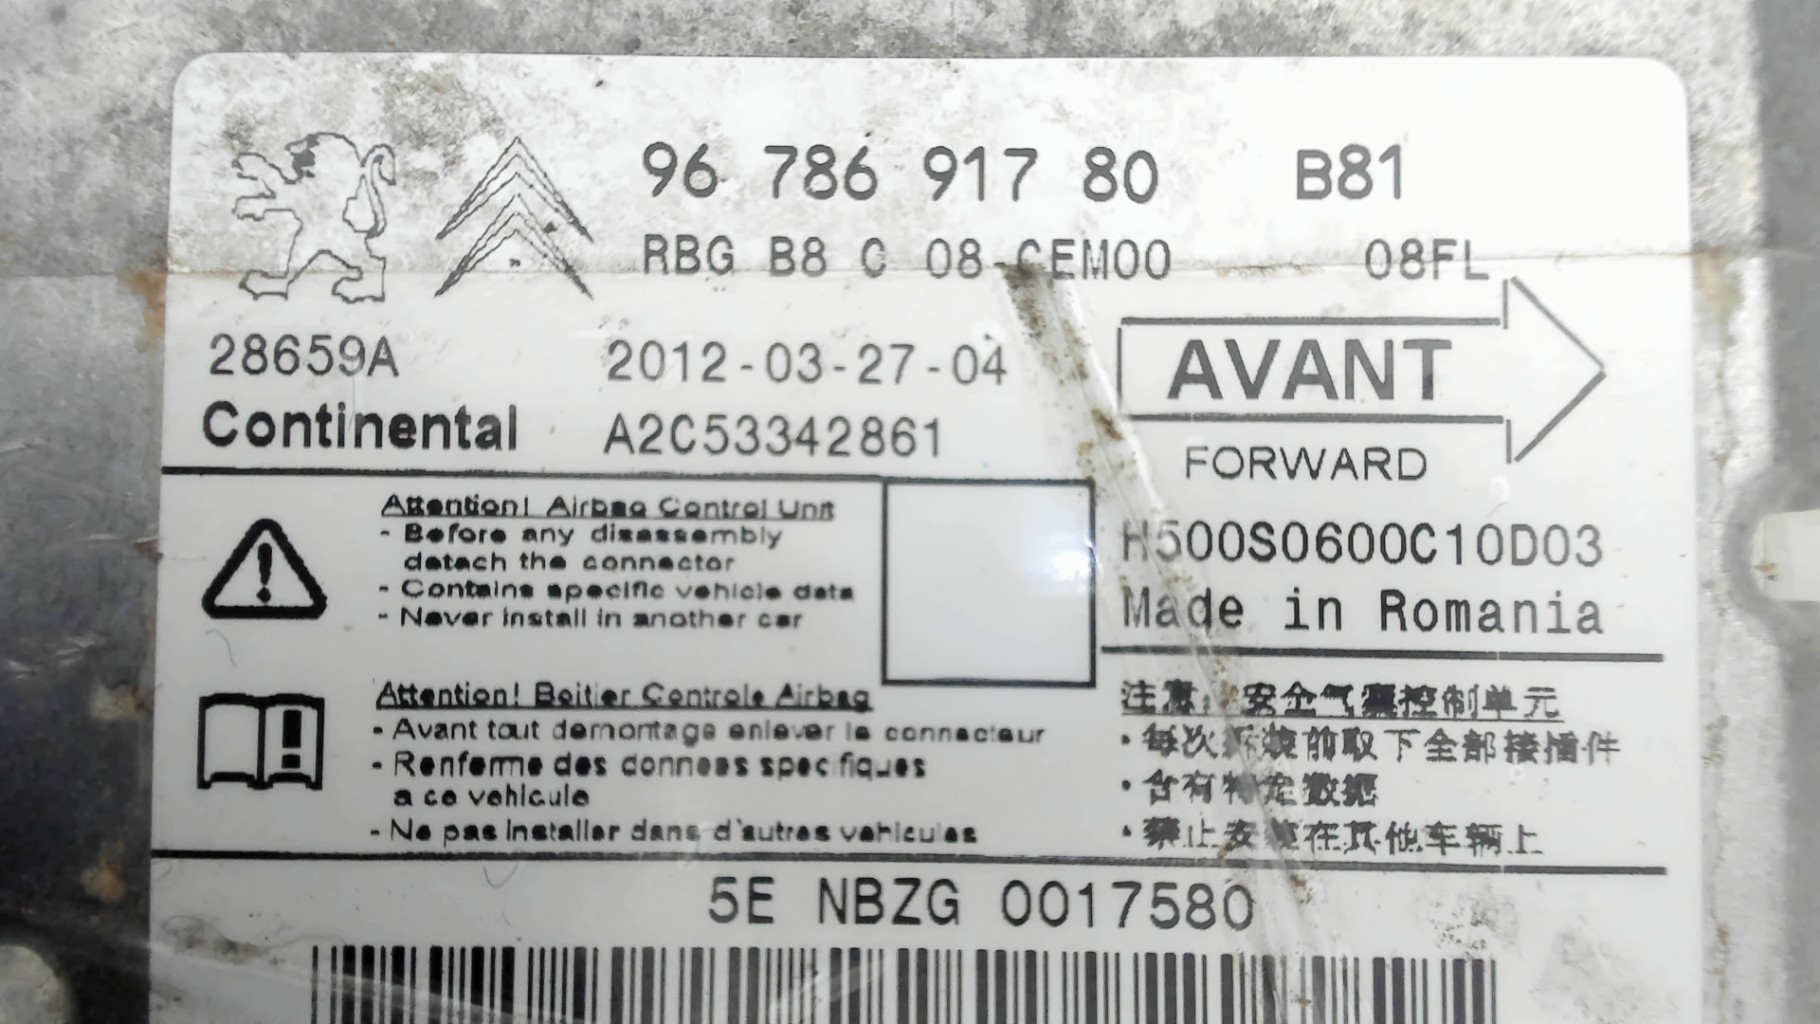 96 786 917 80 B81
RBG B8 C 08-CEM00 08FL
28659A 2012-03-27-04
AVANT
Continental A2C53342861
FORWARD
Attention! Airbag Control Unit
- Before any disassembly
detach the connector
- Contains specific vehicle data
- Never install in another car
H500S0600C10D03
Made in Romania
Attention! Boitier Controle Airbag
- Avant tout demontage enlever le connecteur
- Renferme des donnees specifiques
a ce vehicule
- Ne pas installer dans d'autres vehicules
注意：安全气囊控制单元
·每次拆装前取下全部接插件
·含有特定数据
·禁止安装在其他车辆上
5E NBZG 0017580